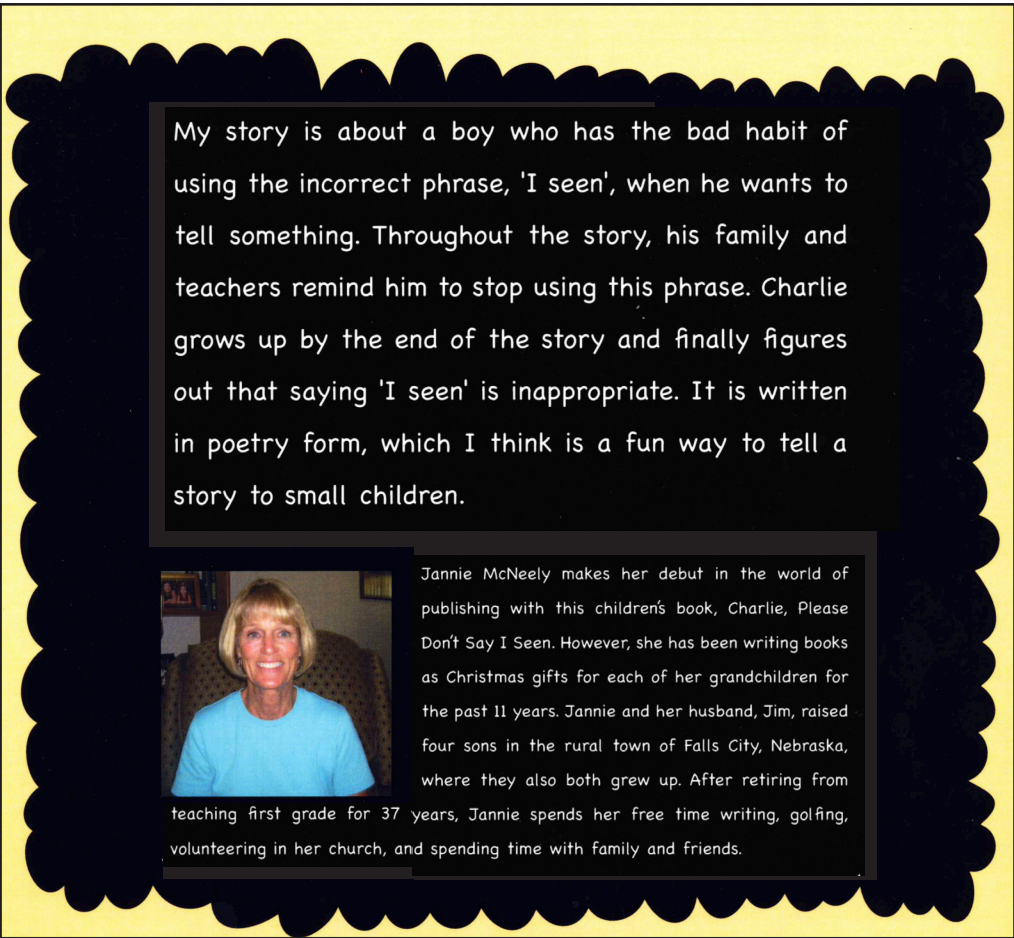 My story is about a boy who has the bad habit of
using the incorrect phrase, 'I seen', when he wants to
tell something. Throughout the story, his family and
teachers remind him to stop using this phrase. Charlie
grows up by the end of the story and finally figures
out that saying 'I seen' is inappropriate. It is written
in poetry form, which I think is a fun way to tell a
story to small children.
Jannie McNeely makes her debut in the world of
publishing with this children's book, Charlie, Please
Don't Say I Seen. However, she has been writing books
as Christmas gifts for each of her grandchildren for
the past 11 years. Jannie and her husband, Jim, raised
four sons in the rural town of Falls City, Nebraska,
where they also both grew up. After retiring from
teaching first grade for 37 years, Jannie spends her free time writing, golfing,
volunteering in her church, and spending time with family and friends.